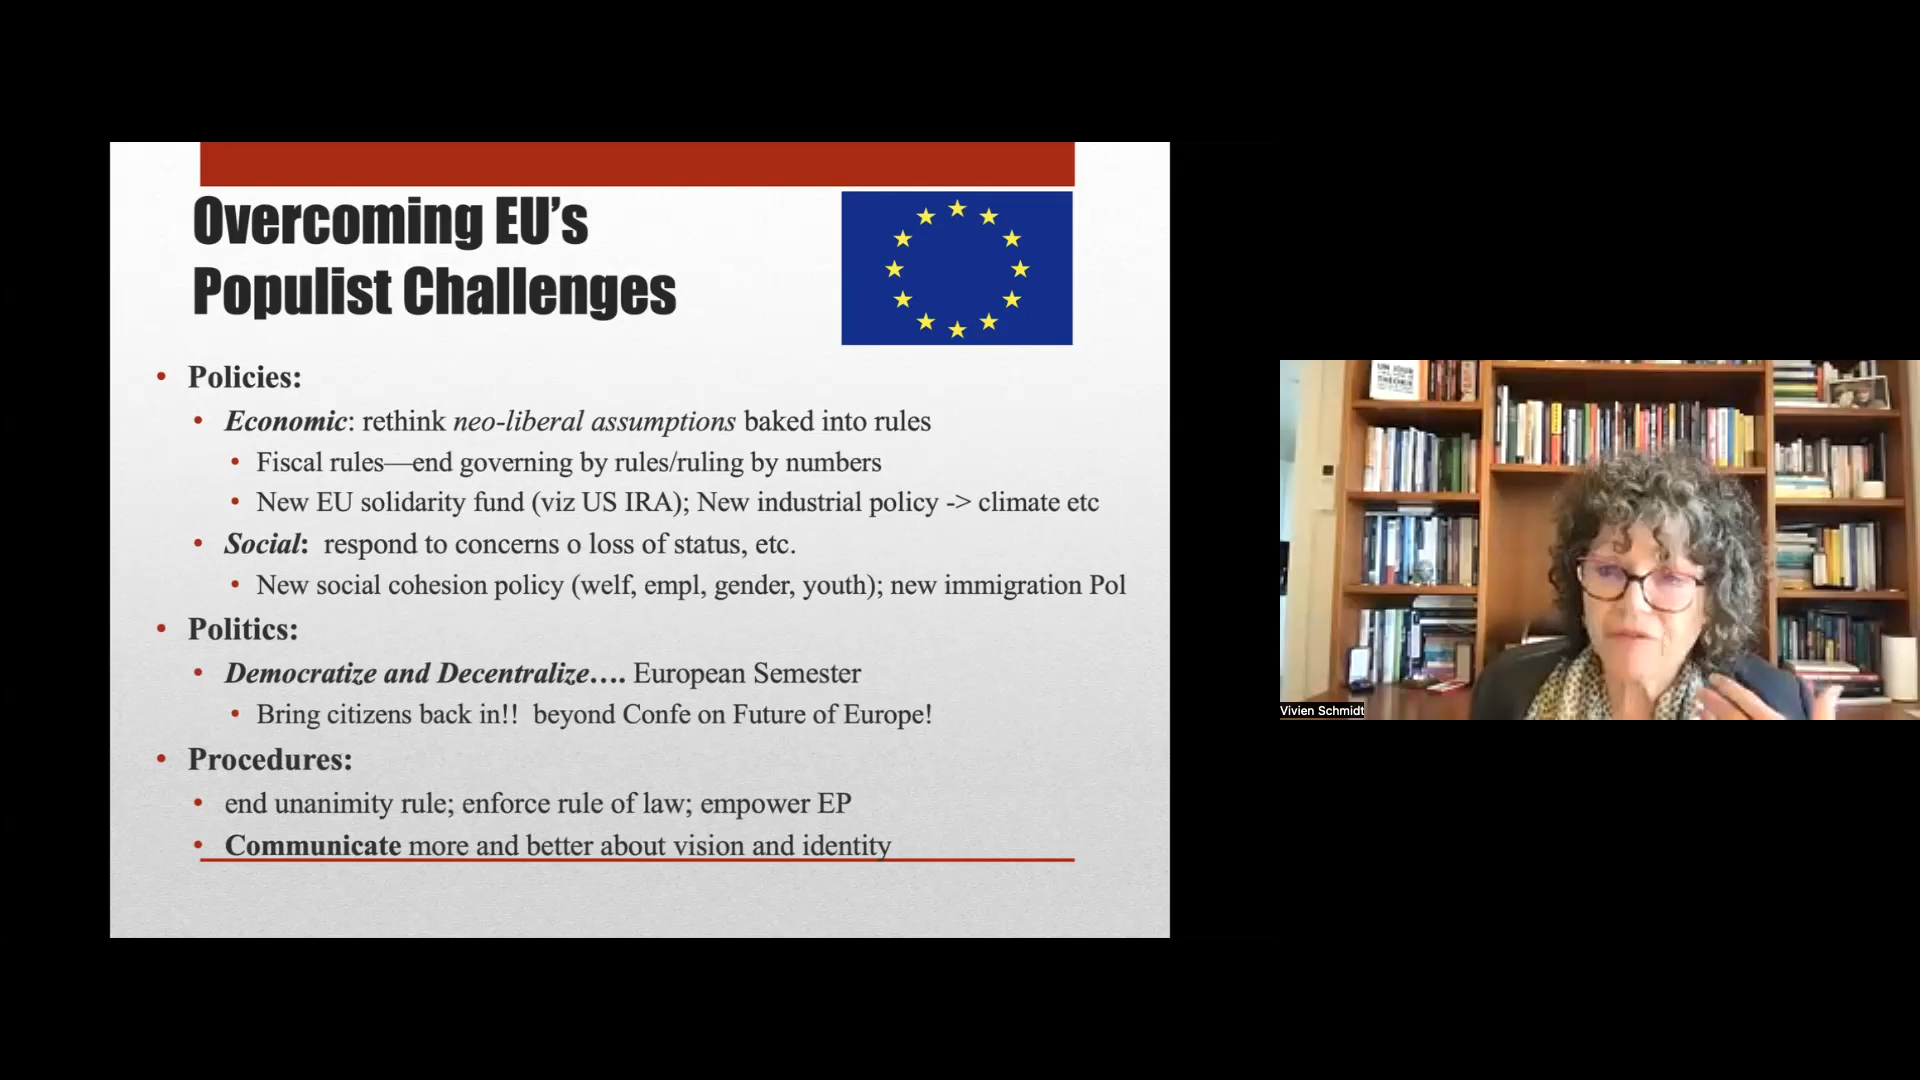 Overcoming EU’s
Populist Challenges
• Policies:
• Economic: rethink neo-liberal assumptions baked into rules
• Fiscal rules—end governing by rules/ruling by numbers
• New EU solidarity fund (viz US IRA); New industrial policy -> climate etc
• Social:  respond to concerns o loss of status, etc.
• New social cohesion policy (welf, empl, gender, youth); new immigration Pol
• Politics:
• Democratize and Decentralize…. European Semester
• Bring citizens back in!!  beyond Confe on Future of Europe!
• Procedures:
• end unanimity rule; enforce rule of law; empower EP
• Communicate more and better about vision and identity
UN JOUR
THÉORIE
Vivien Schmidt